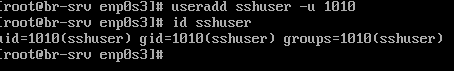 [root@br-srv enp0s3]# useradd sshuser -u 1010
[root@br-srv enp0s3]# id sshuser
uid=1010(sshuser) gid=1010(sshuser) groups=1010(sshuser)
[root@br-srv enp0s3]#